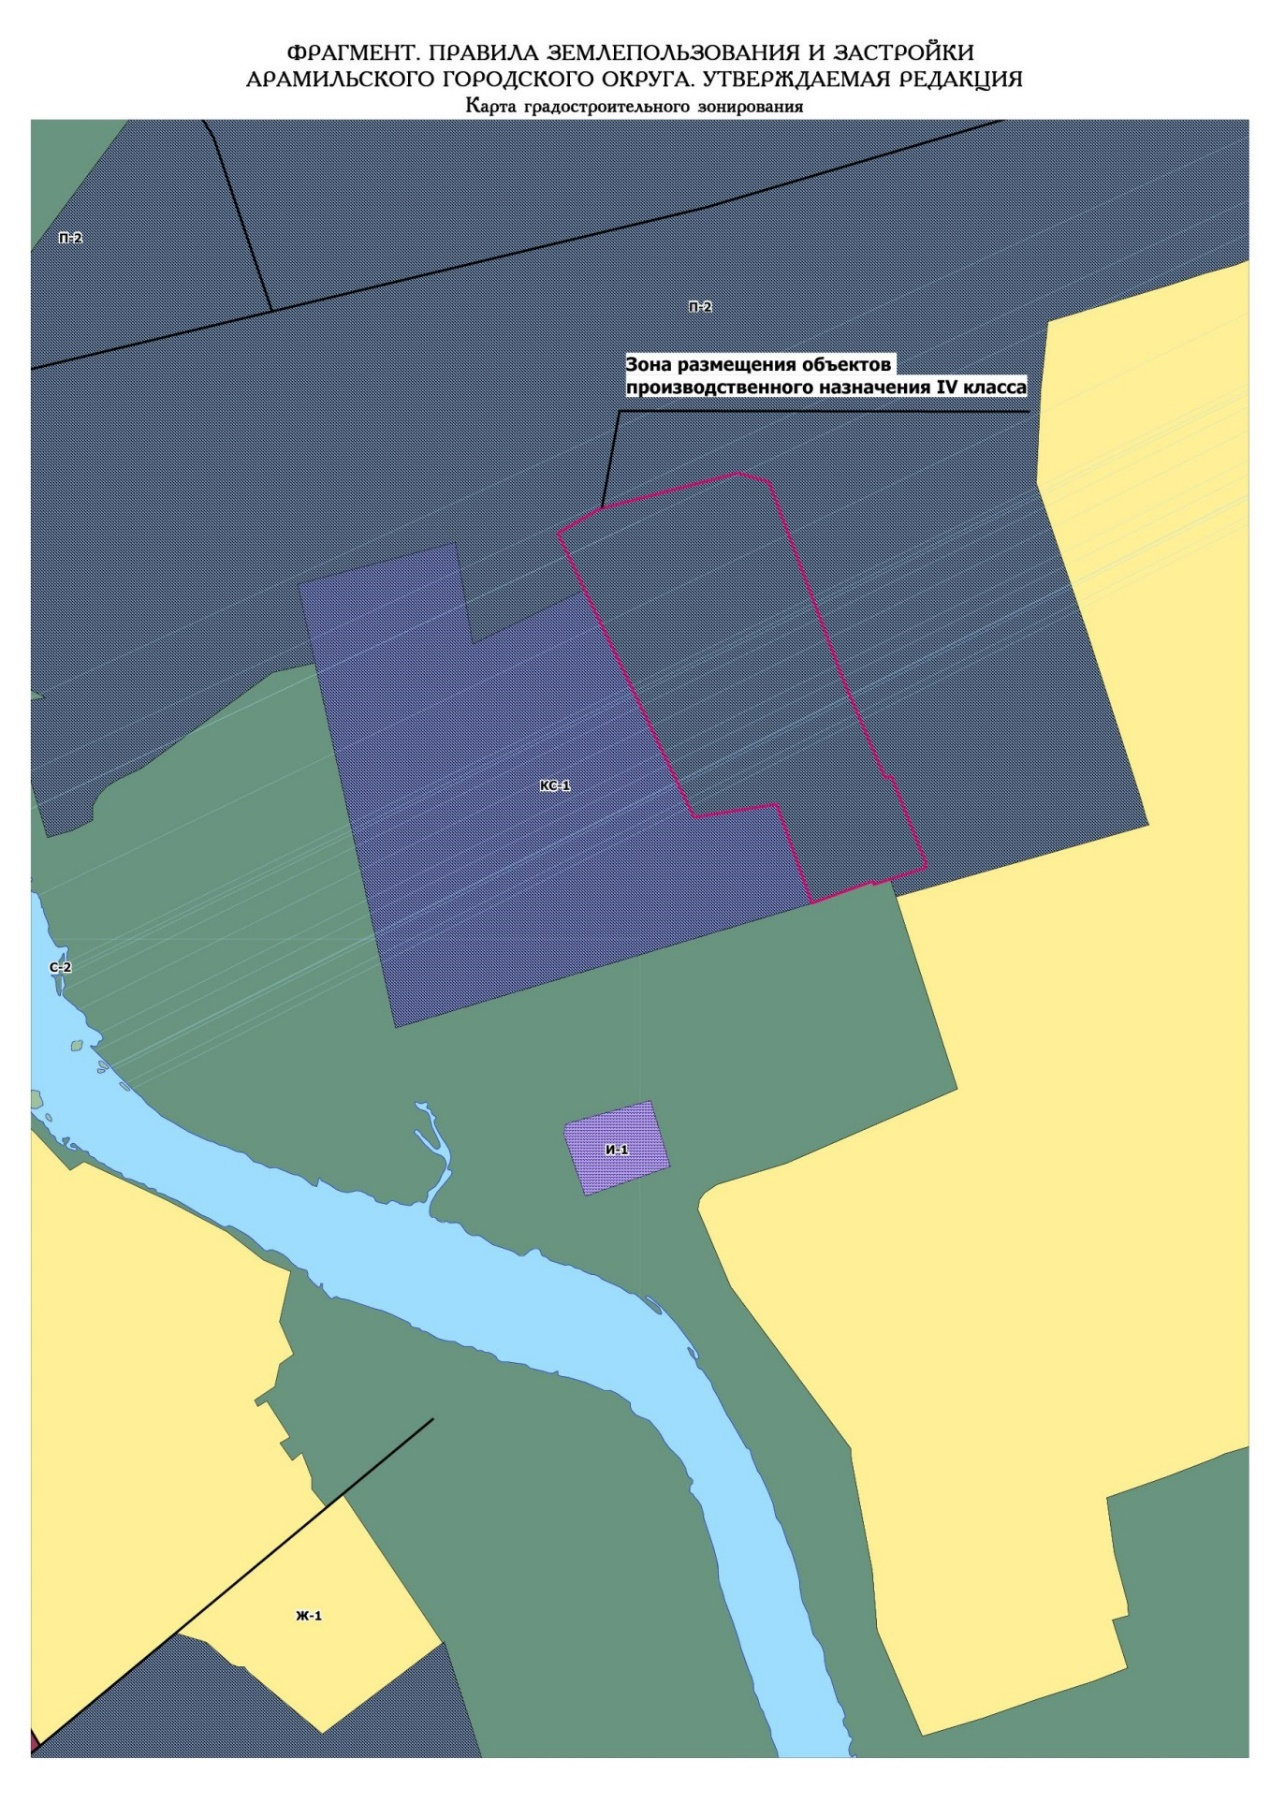 ФРАГМЕНТ. ПРАВИЛА ЗЕМЛЕПОЛЬЗОВАНИЯ И ЗАСТРОЙКИ
АРАМИЛЬСКОГО ГОРОДСКОГО ОКРУГА. УТВЕРЖДАЕМАЯ РЕДАКЦИЯ
Карта градостроительного зонирования
П-2
П-2
Зона размещения объектов
производственного назначения IV класса
КС-1
С-2
И-1
Ж-1